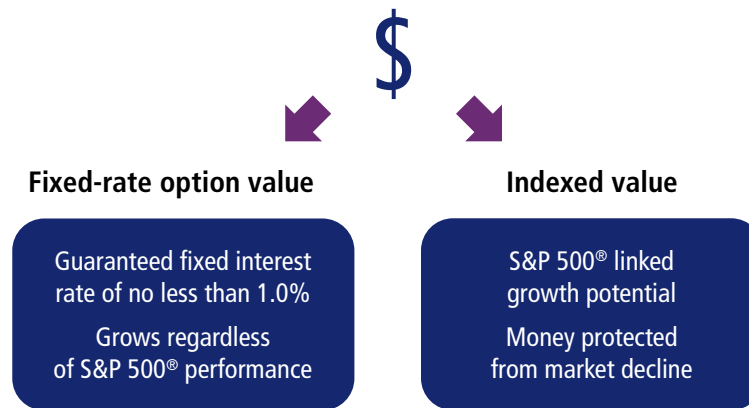 $
Fixed-rate option value
Guaranteed fixed interest
rate of no less than 1.0%
Grows regardless
of S&P 500® performance
Indexed value
S&P 500® linked
growth potential
Money protected
from market decline